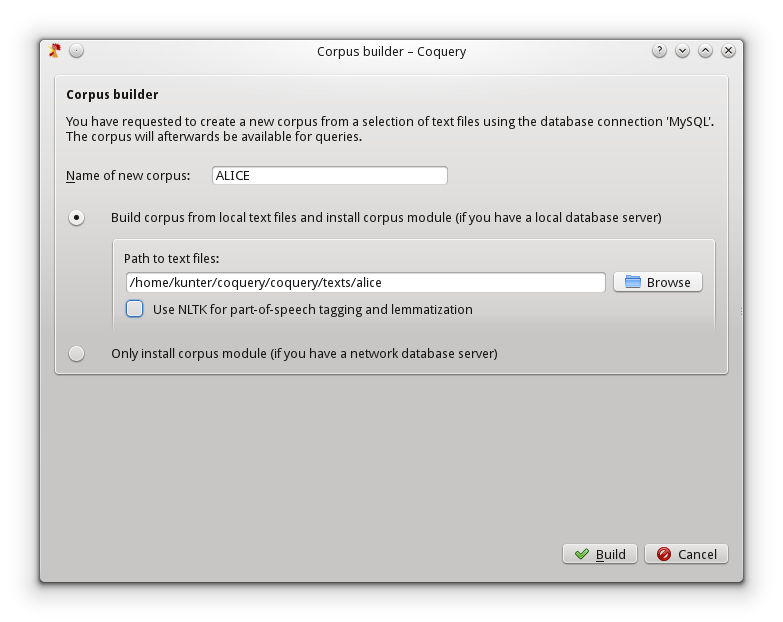 Corpus builder – Coquery
Corpus builder
You have requested to create a new corpus from a selection of text files using the database connection 'MySQL'.
The corpus will afterwards be available for queries.
Name of new corpus: ALICE
Build corpus from local text files and install corpus module (if you have a local database server)
Path to text files:
/home/kunter/coquery/coquery/texts/alice Browse
Use NLTK for part-of-speech tagging and lemmatization
Only install corpus module (if you have a network database server)
Build Cancel